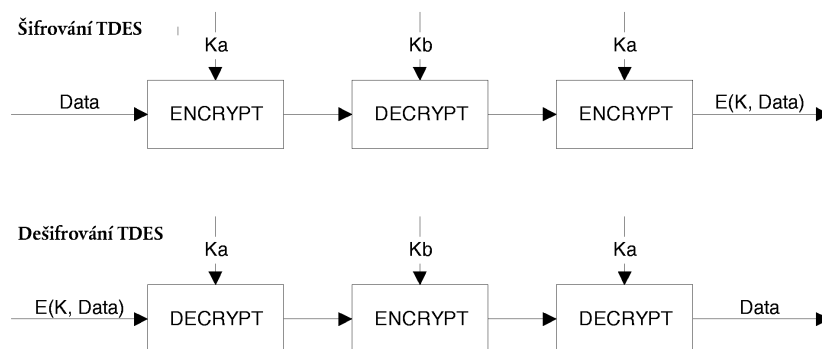 Šifrování TDES
Ka Kb Ka
Data ENCRYPT DECRYPT ENCRYPT E(K, Data)
Dešifrování TDES
Ka Kb Ka
E(K, Data) DECRYPT ENCRYPT DECRYPT Data